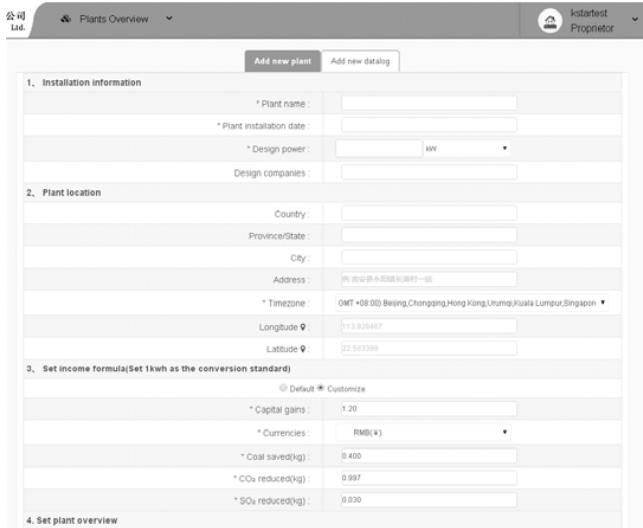 公司
Ltd.
Plants Overview
kstartest
Proprietor
Add new plant
Add new datalog
1、 Installation information
* Plant name :
* Plant installation date :
* Design power :
kW
Design companies :
2、 Plant location
Country :
Province/State :
City :
Address :
* Timezone :
GMT +08:00) Beijing,Chongqing,Hong Kong,Urumqi,Kuala Lumpur,Singapon
Longitude :
113.928467
Latitude :
22.583388
3、 Set income formula(Set 1kwh as the conversion standard)
Default Customize
* Capital gains :
1.20
* Currencies :
RMB(¥)
* Coal saved(kg) :
0.400
* CO₂ reduced(kg) :
0.997
* SO₂ reduced(kg) :
0.030
4. Set plant overview